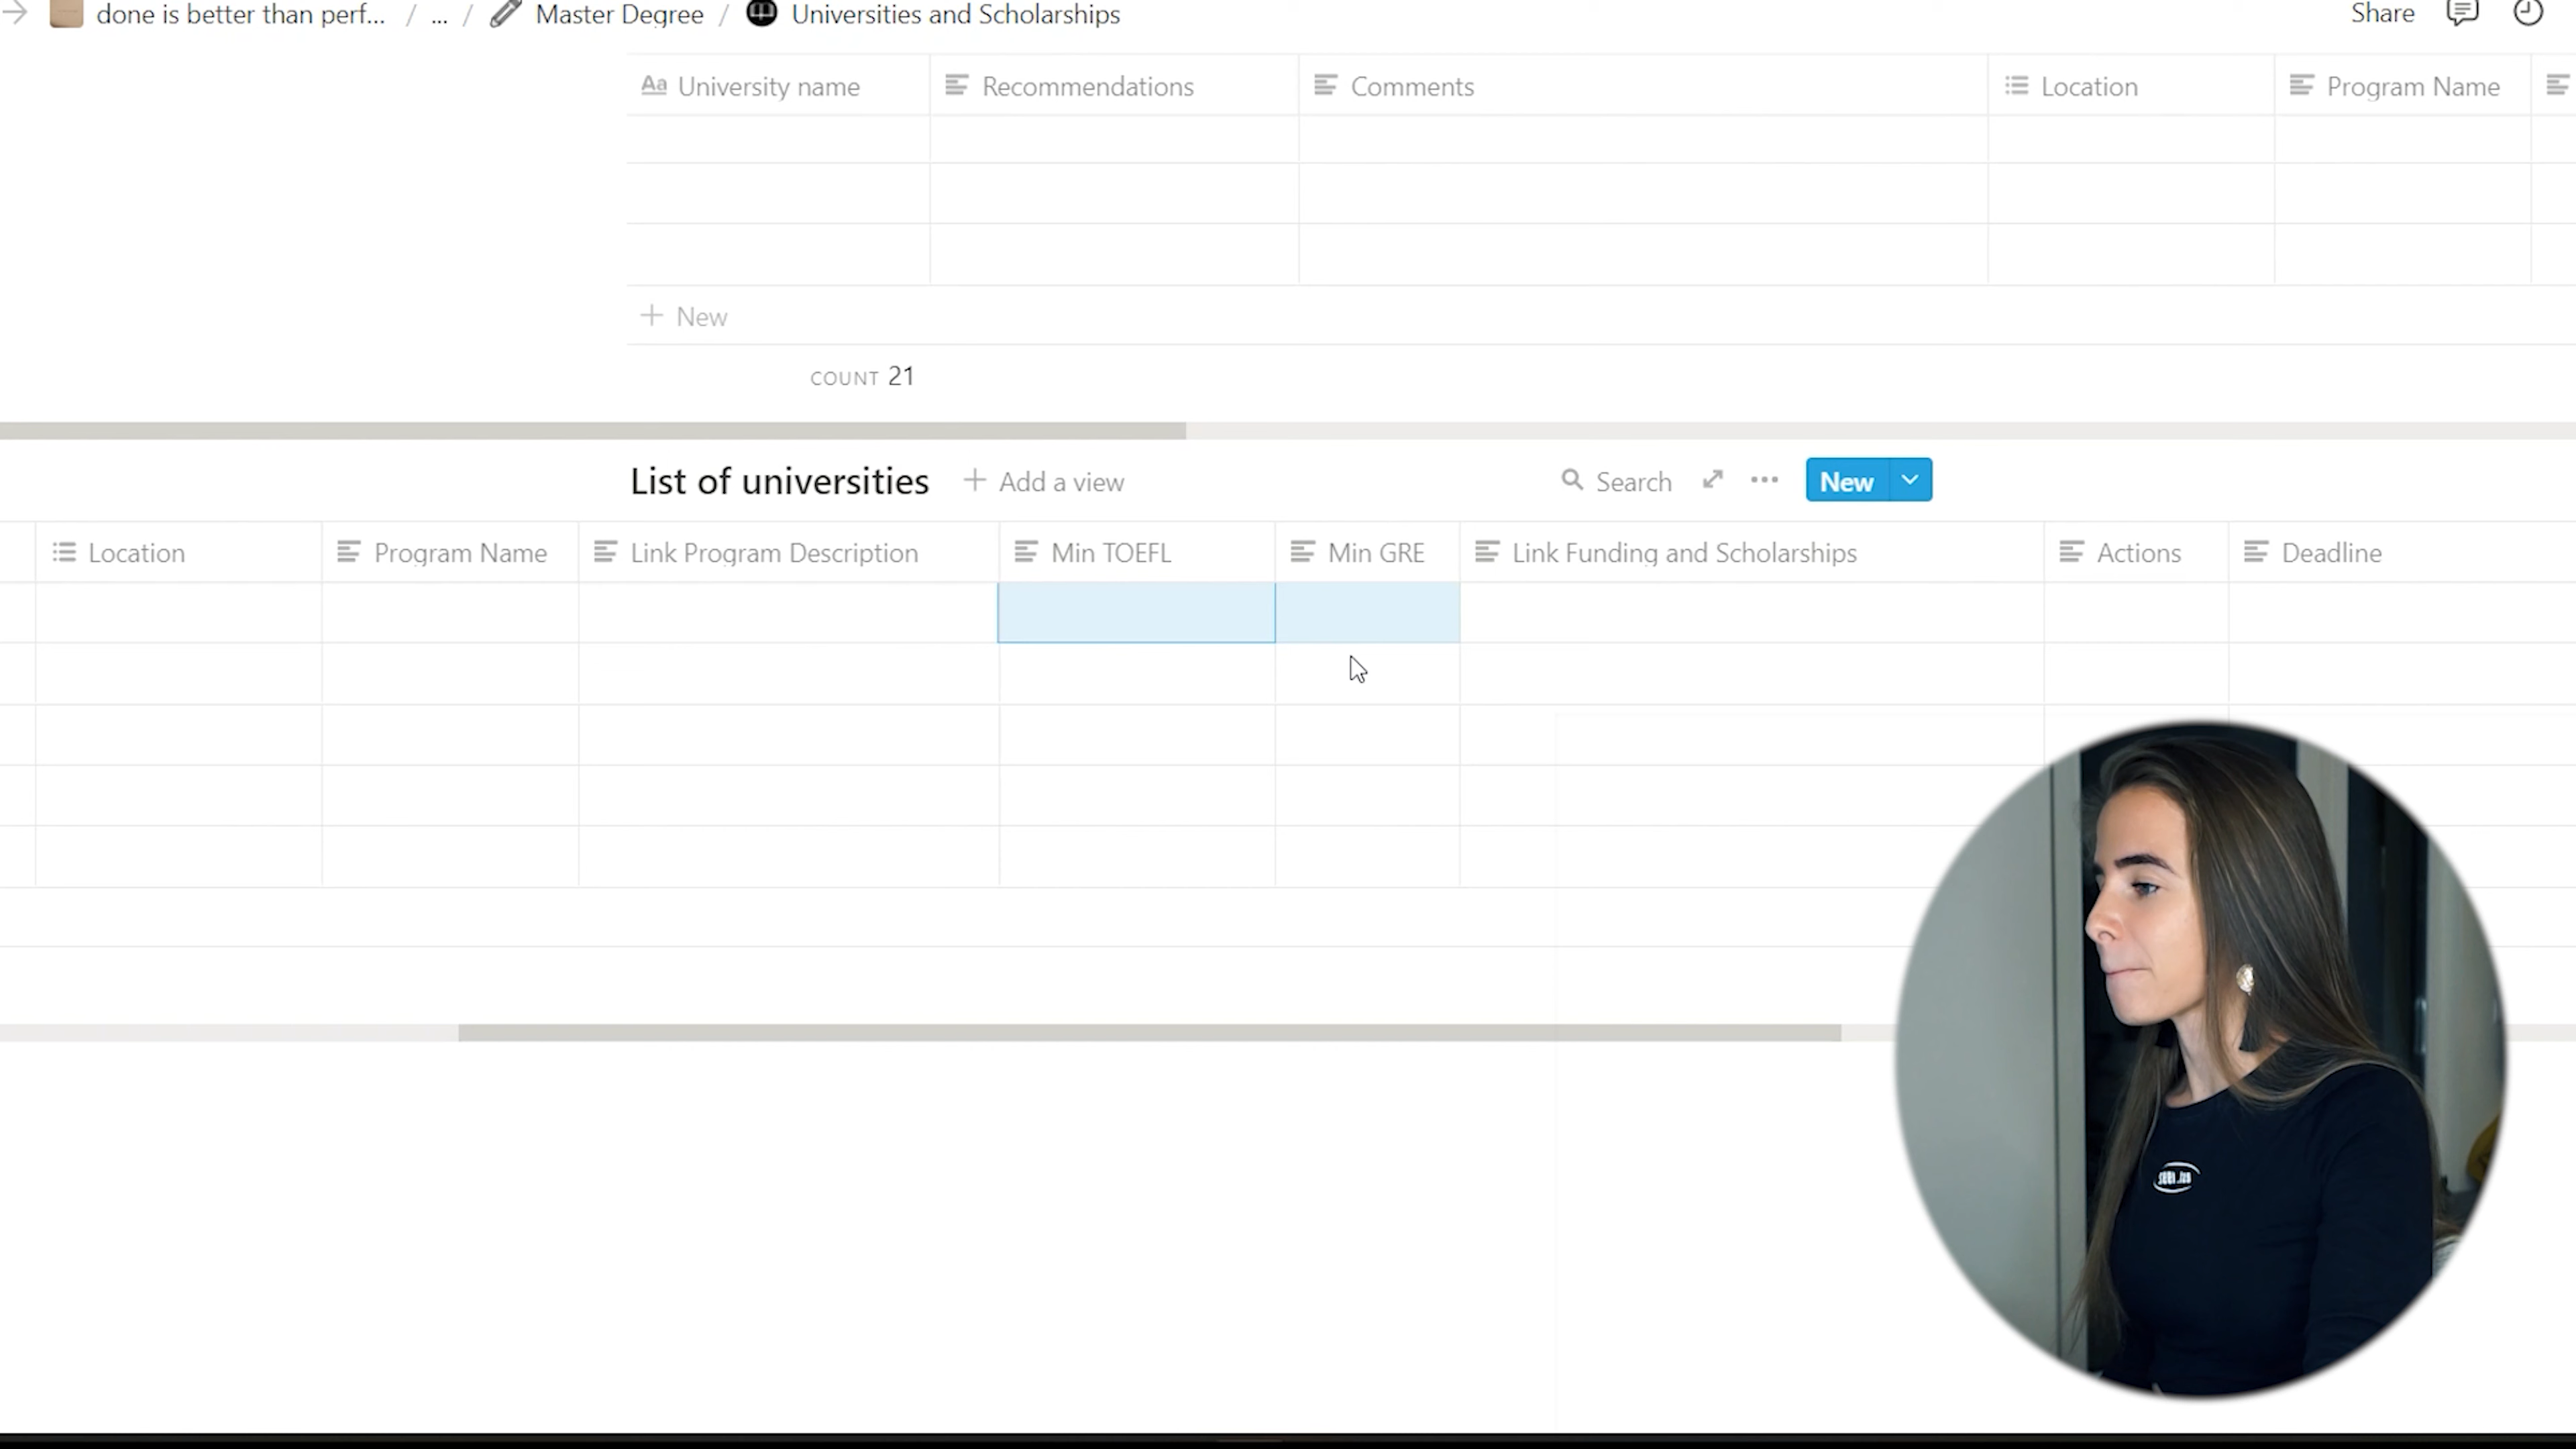 done is better than perf... / ... / Master Degree / Universities and Scholarships
Share
University name Recommendations Comments Location Program Name
New
COUNT 21
List of universities Add a view Search New
Location Program Name Link Program Description Min TOEFL Min GRE Link Funding and Scholarships Actions Deadline